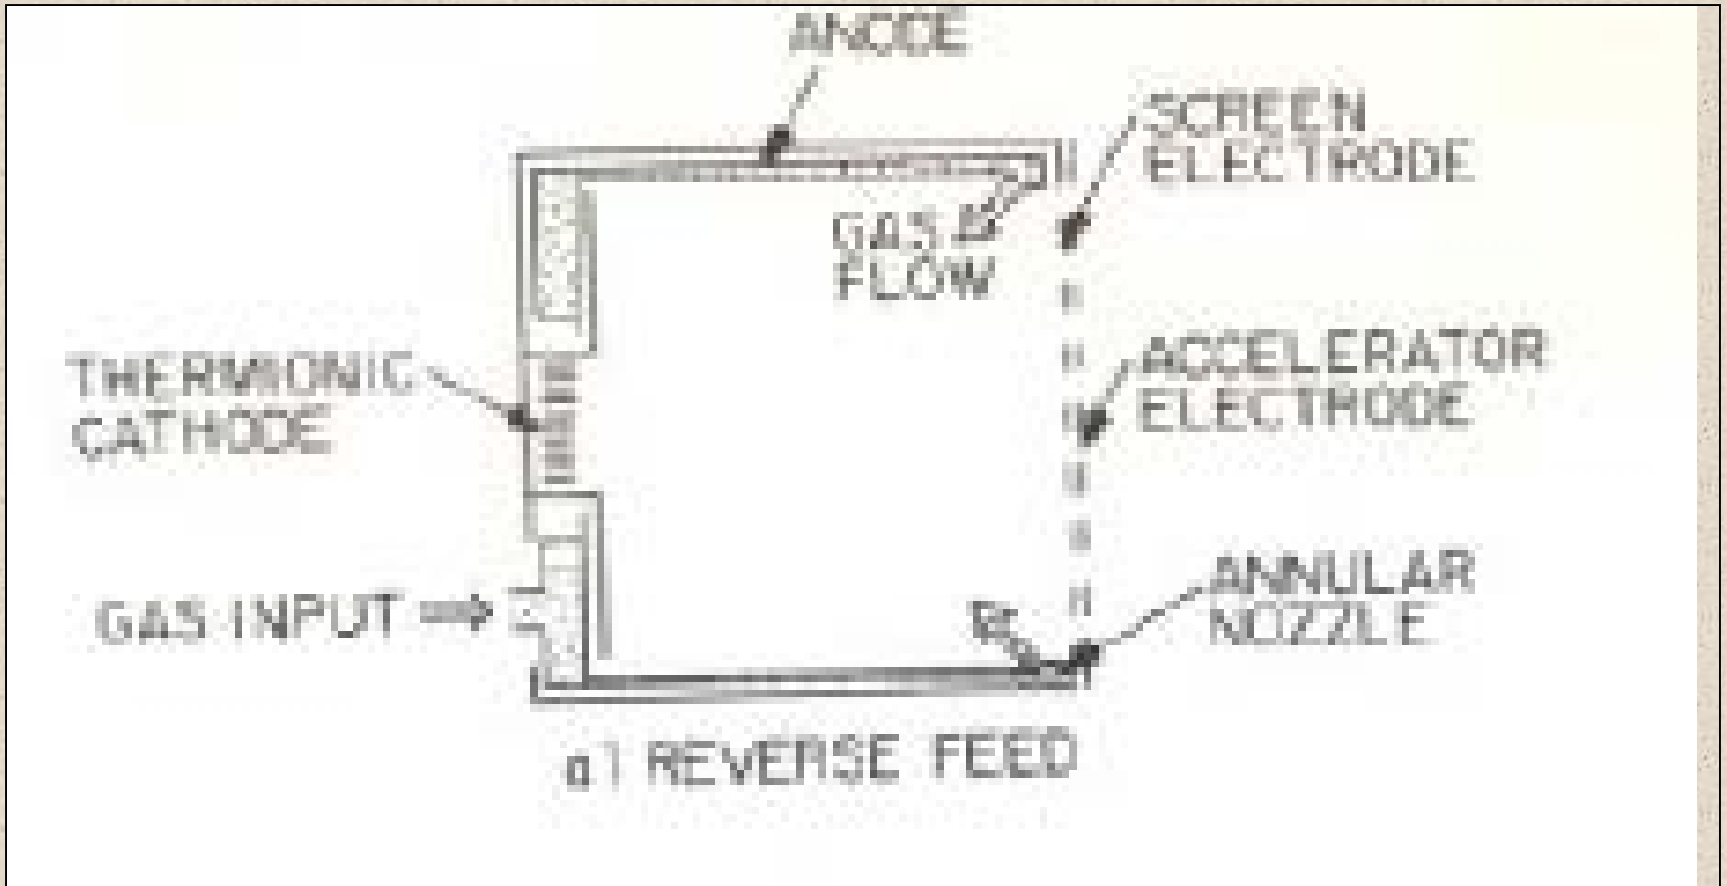 ANODE
SCREEN
ELECTRODE
GAS
FLOW
THERMIONIC
CATHODE
ACCELERATOR
ELECTRODE
GAS INPUT
ANNULAR
NOZZLE
a) REVERSE FEED